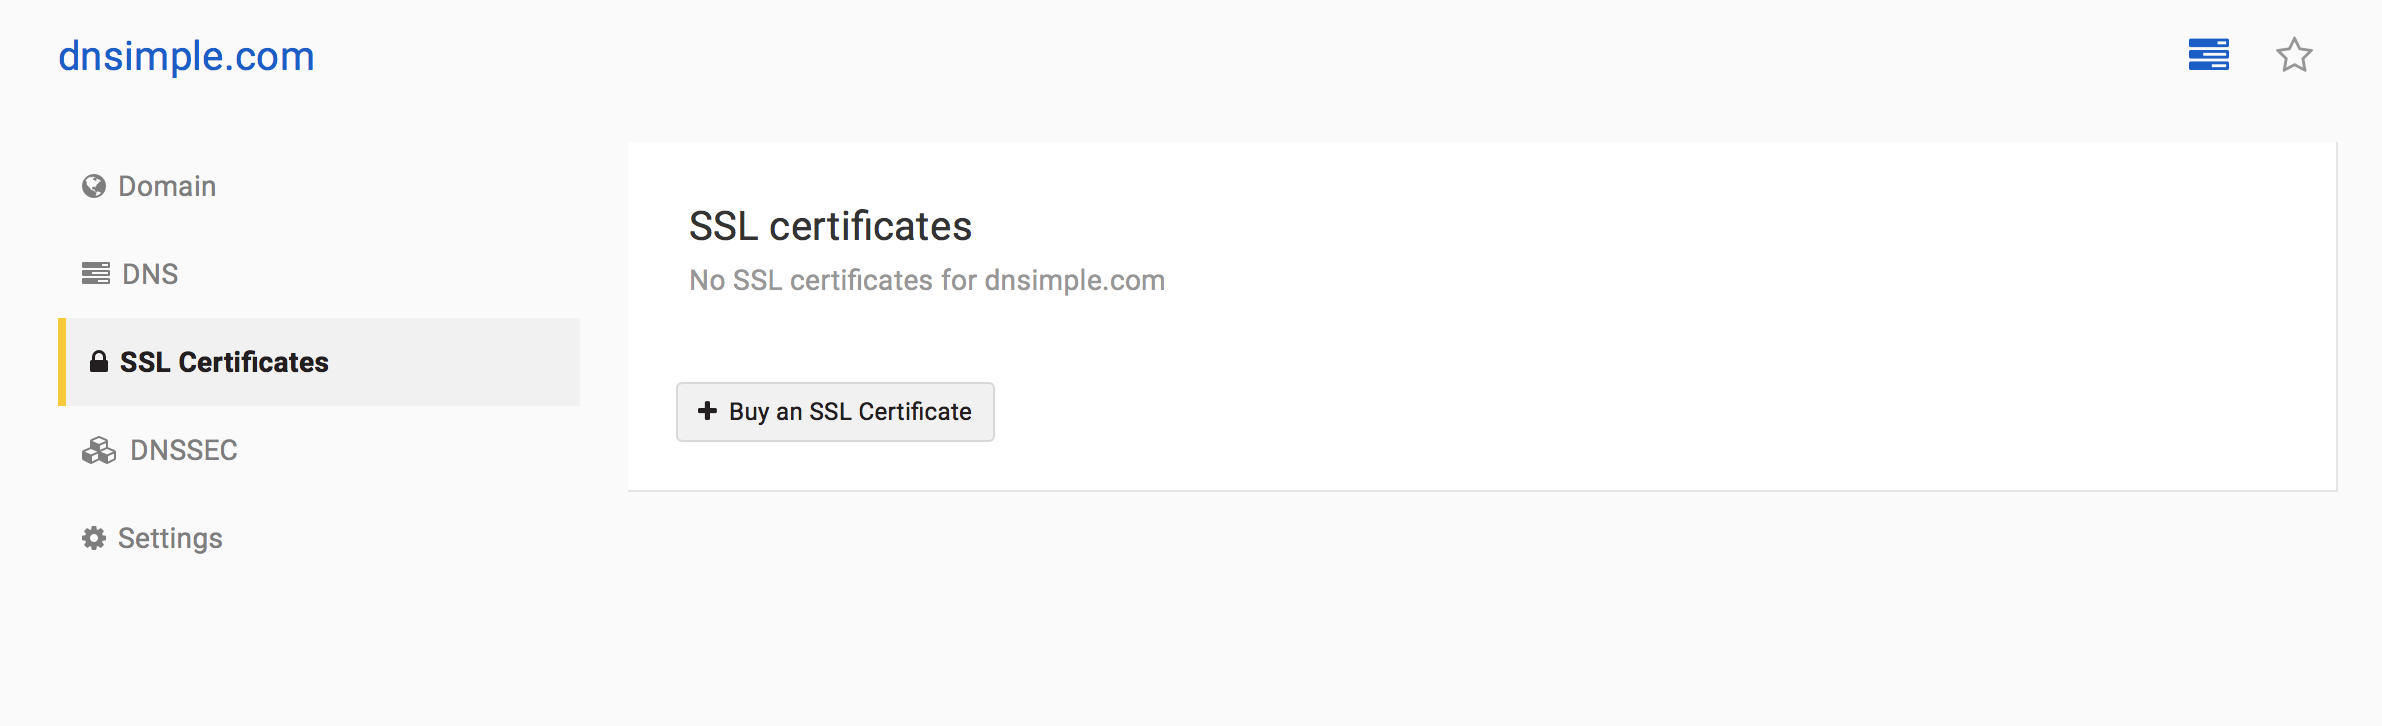 dnsimple.com
Domain
DNS
SSL Certificates
DNSSEC
Settings
SSL certificates
No SSL certificates for dnsimple.com
Buy an SSL Certificate